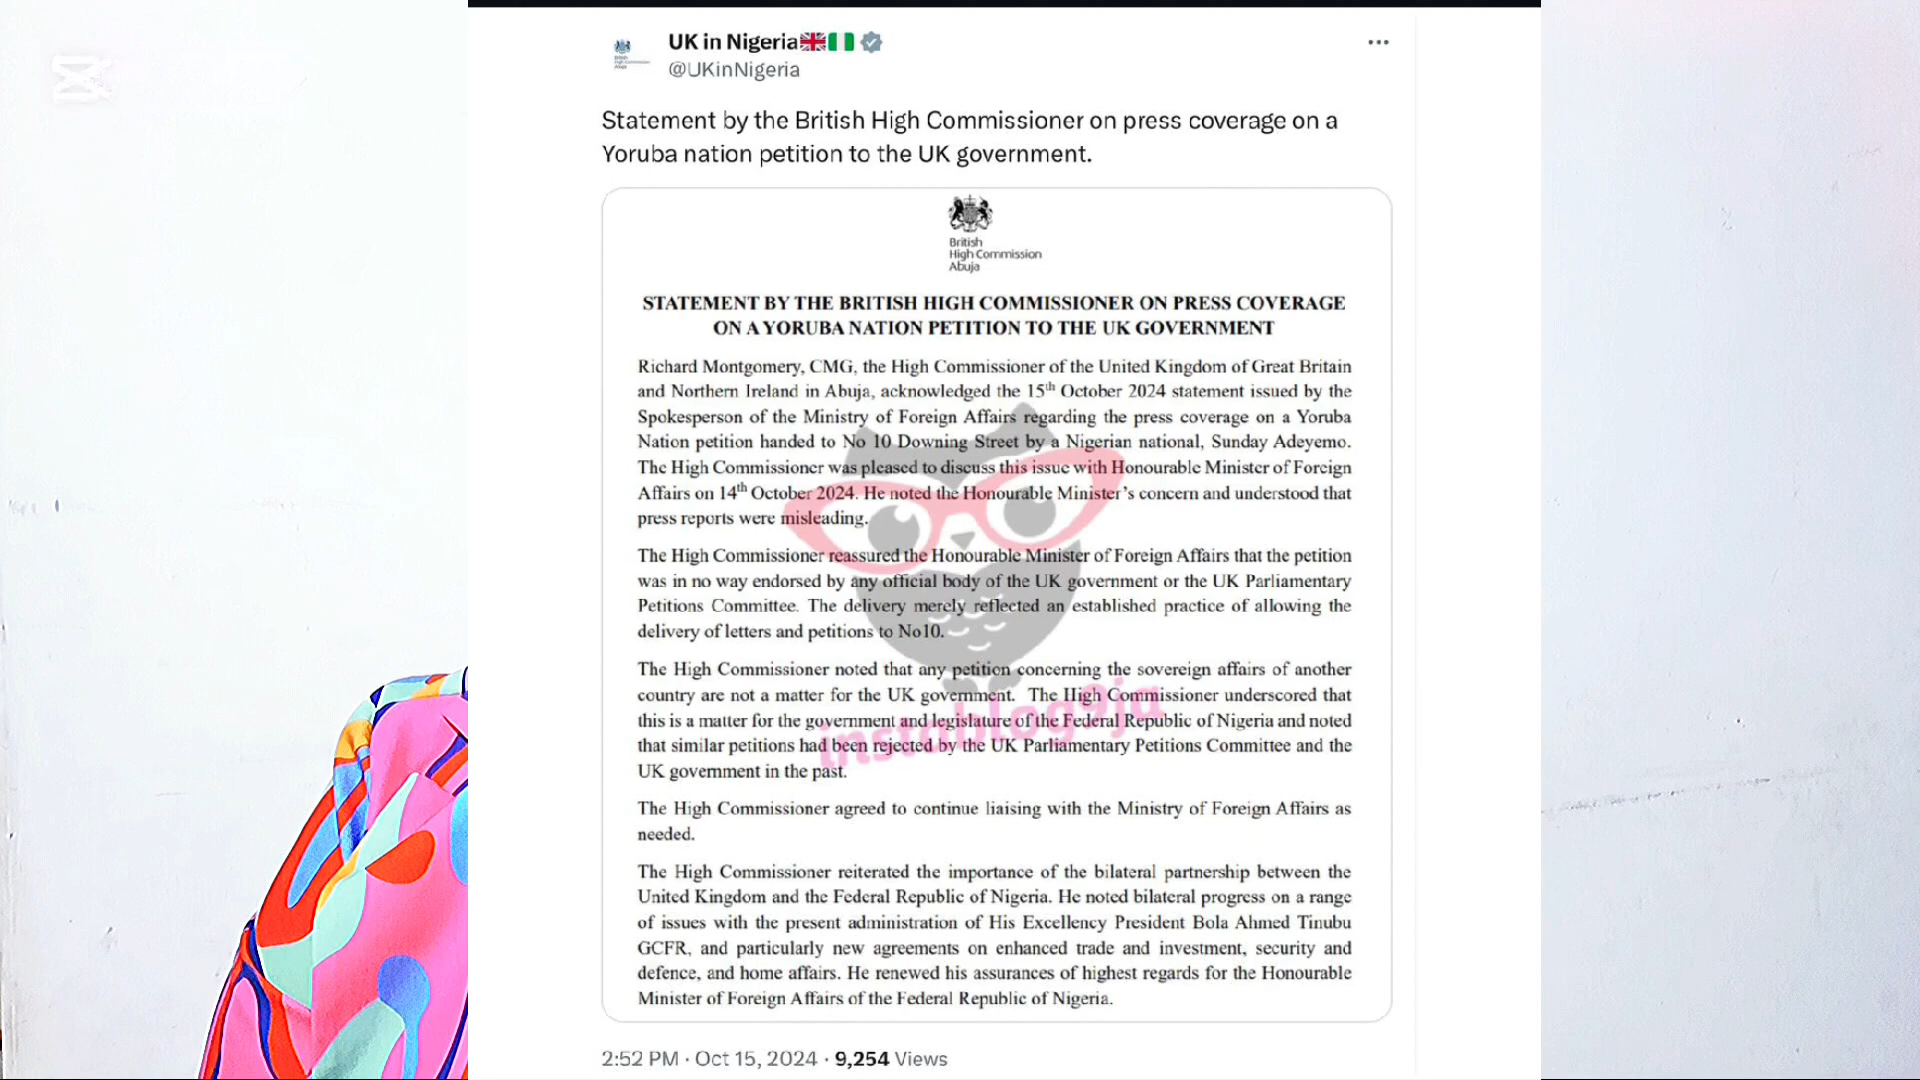 UK in Nigeria
@UKinNigeria
Statement by the British High Commissioner on press coverage on a
Yoruba nation petition to the UK government.
British
High Commission
Abuja
STATEMENT BY THE BRITISH HIGH COMMISSIONER ON PRESS COVERAGE
ON A YORUBA NATION PETITION TO THE UK GOVERNMENT
Richard Montgomery, CMG, the High Commissioner of the United Kingdom of Great Britain
and Northern Ireland in Abuja, acknowledged the 15th October 2024 statement issued by the
Spokesperson of the Ministry of Foreign Affairs regarding the press coverage on a Yoruba
Nation petition handed to No 10 Downing Street by a Nigerian national, Sunday Adeyemo.
The High Commissioner was pleased to discuss this issue with Honourable Minister of Foreign
Affairs on 14th October 2024. He noted the Honourable Minister's concern and understood that
press reports were misleading.
The High Commissioner reassured the Honourable Minister of Foreign Affairs that the petition
was in no way endorsed by any official body of the UK government or the UK Parliamentary
Petitions Committee. The delivery merely reflected an established practice of allowing the
delivery of letters and petitions to No10.
The High Commissioner noted that any petition concerning the sovereign affairs of another
country are not a matter for the UK government. The High Commissioner underscored that
this is a matter for the government and legislature of the Federal Republic of Nigeria and noted
that similar petitions had been rejected by the UK Parliamentary Petitions Committee and the
UK government in the past.
instablog9ja
The High Commissioner agreed to continue liaising with the Ministry of Foreign Affairs as
needed.
The High Commissioner reiterated the importance of the bilateral partnership between the
United Kingdom and the Federal Republic of Nigeria. He noted bilateral progress on a range
of issues with the present administration of His Excellency President Bola Ahmed Tinubu
GCFR, and particularly new agreements on enhanced trade and investment, security and
defence, and home affairs. He renewed his assurances of highest regards for the Honourable
Minister of Foreign Affairs of the Federal Republic of Nigeria.
2:52 PM · Oct 15, 2024 · 9,254 Views